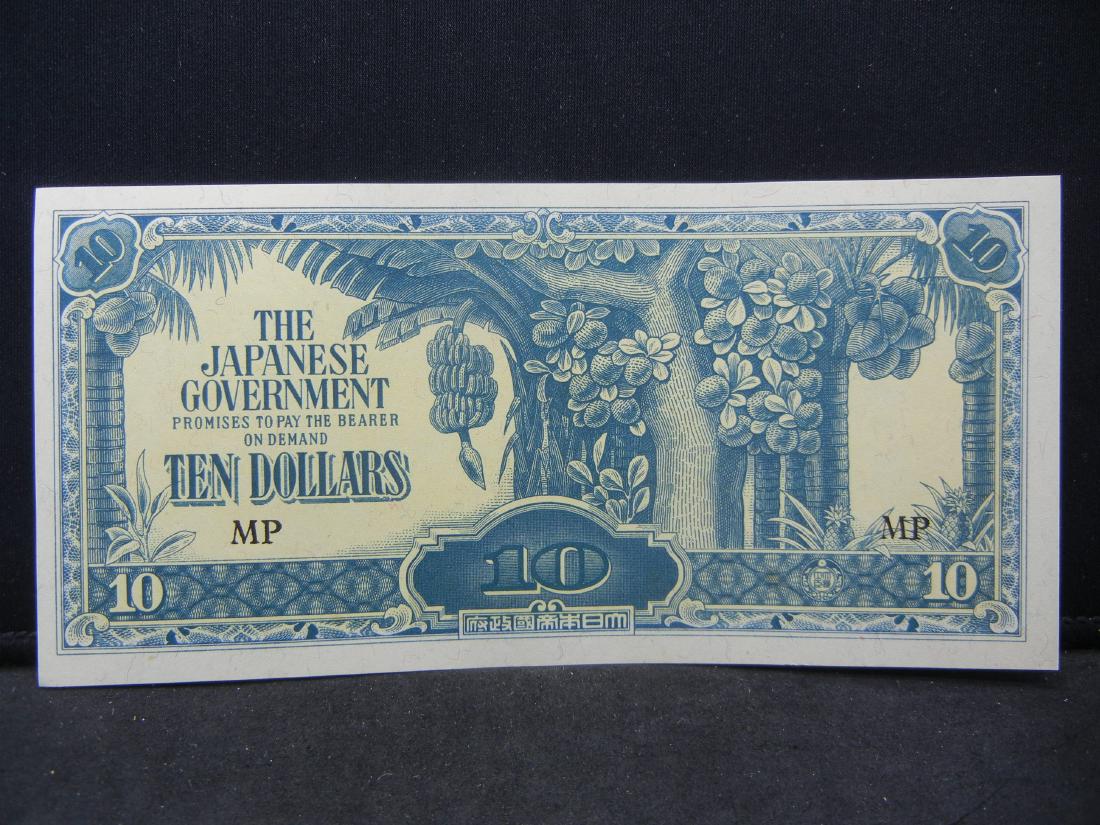 10
10
THE
JAPANESE
GOVERNMENT
PROMISES TO PAY THE BEARER
ON DEMAND
TEN DOLLARS
MP
MP
10
10
10
府政國帝本日大